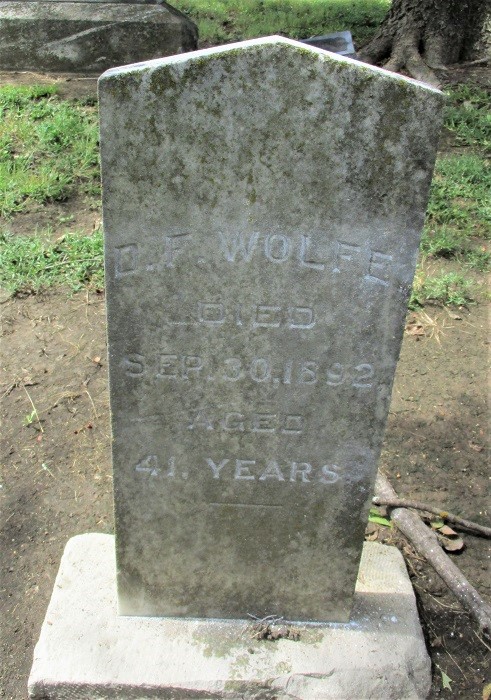 D. F. WOLFE
DIED
SEP. 30, 1892
AGED
41. YEARS